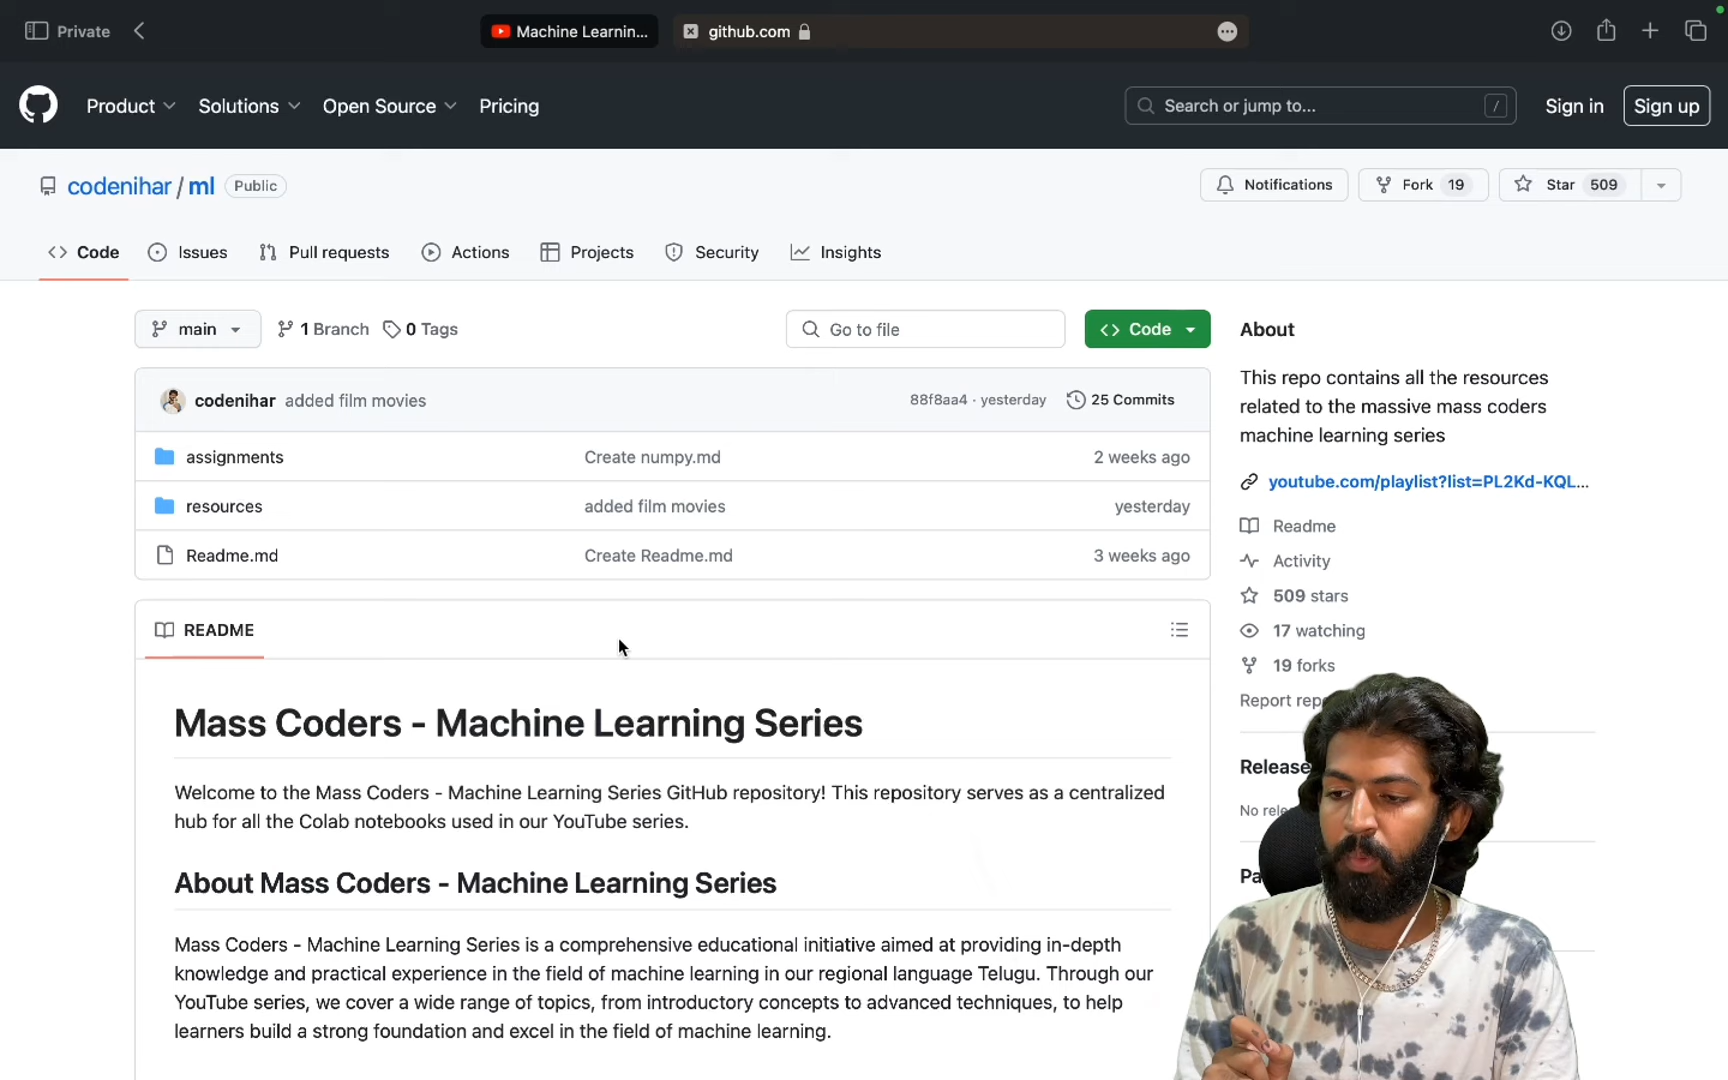 Private
Machine Learnin...
github.com
Product
Solutions
Open Source
Pricing
Search or jump to...
/
Sign in
Sign up
codenihar / ml
Public
Notifications
Fork 19
Star 509
Code
Issues
Pull requests
Actions
Projects
Security
Insights
main
1 Branch
0 Tags
Go to file
Code
About
codenihar added film movies
88f8aa4 · yesterday
25 Commits
This repo contains all the resources
related to the massive mass coders
machine learning series
assignments
Create numpy.md
2 weeks ago
resources
added film movies
yesterday
Readme.md
Create Readme.md
3 weeks ago
youtube.com/playlist?list=PL2Kd-KQL...
Readme
Activity
509 stars
17 watching
19 forks
Report
Release
No
README
Mass Coders - Machine Learning Series
Welcome to the Mass Coders - Machine Learning Series GitHub repository! This repository serves as a centralized
hub for all the Colab notebooks used in our YouTube series.
About Mass Coders - Machine Learning Series
Mass Coders - Machine Learning Series is a comprehensive educational initiative aimed at providing in-depth
knowledge and practical experience in the field of machine learning in our regional language Telugu. Through our
YouTube series, we cover a wide range of topics, from introductory concepts to advanced techniques, to help
learners build a strong foundation and excel in the field of machine learning.